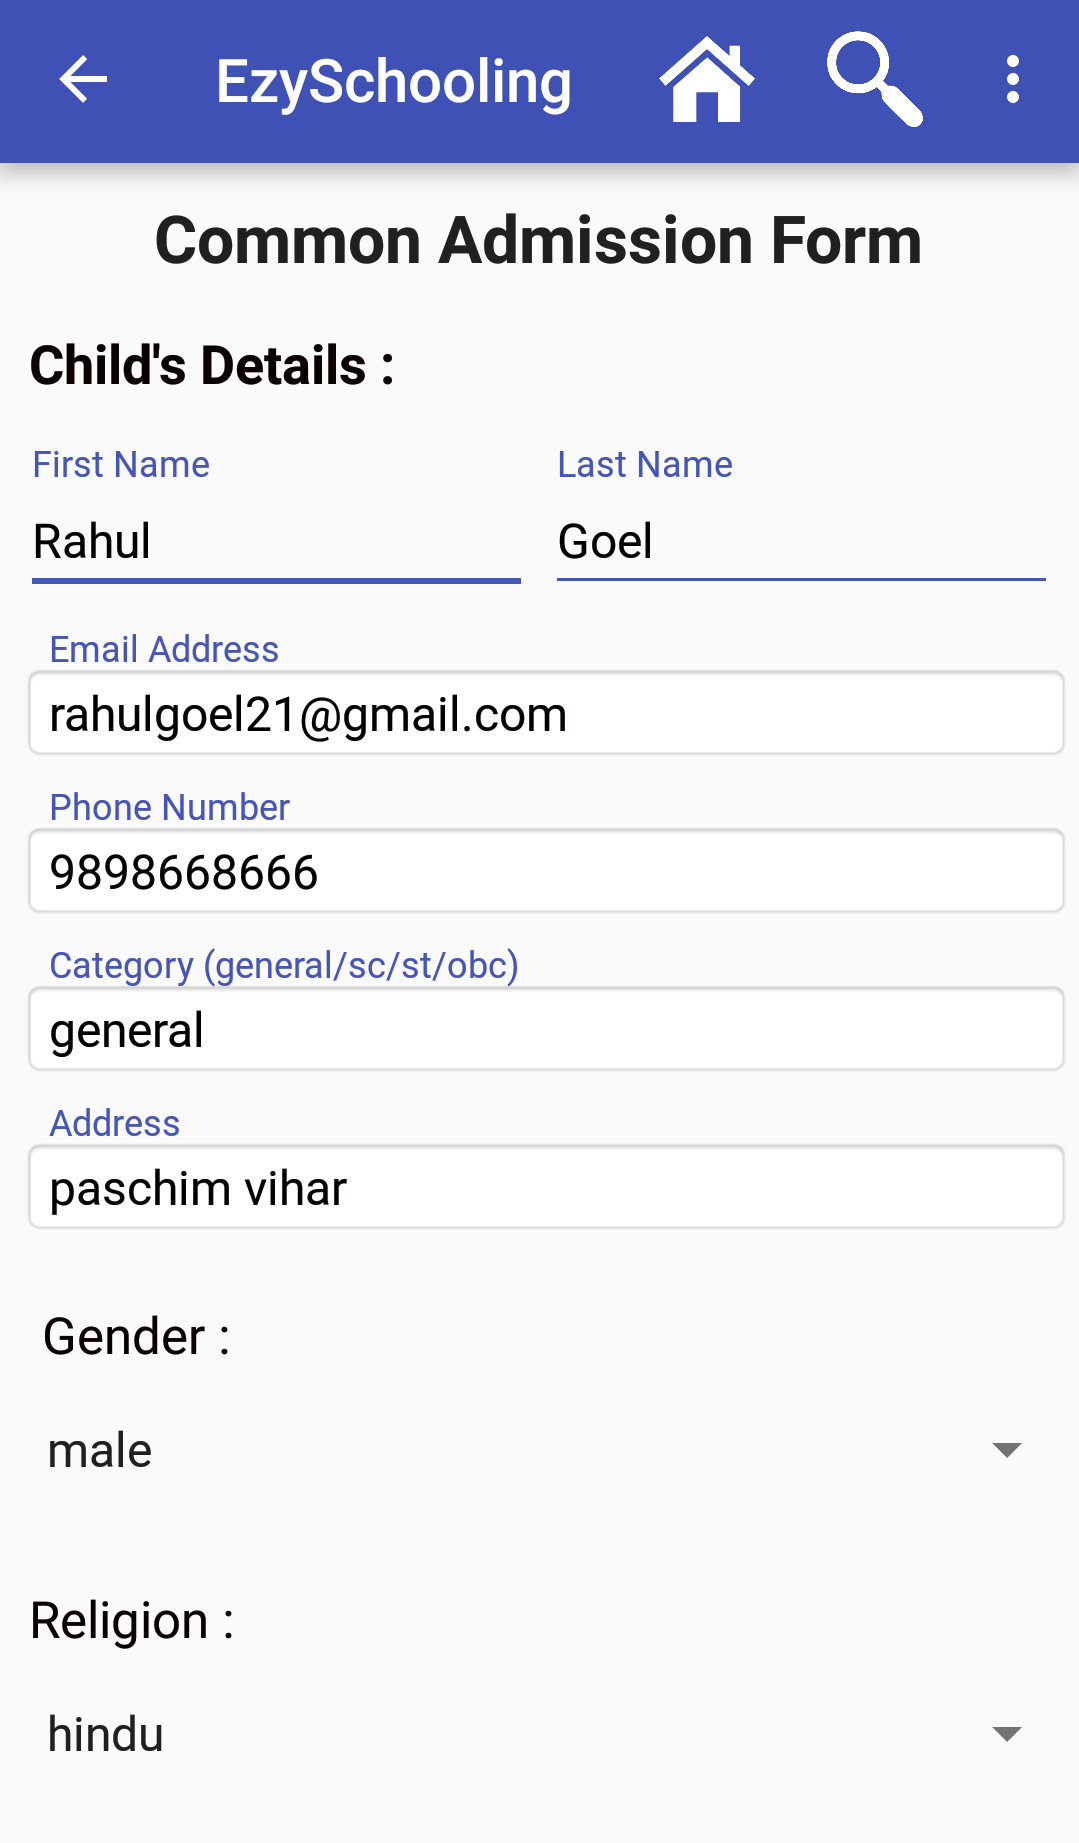 EzySchooling
Common Admission Form
Child's Details :
First Name Last Name
Rahul Goel
Email Address
rahulgoel21@gmail.com
Phone Number
9898668666
Category (general/sc/st/obc)
general
Address
paschim vihar
Gender :
male
Religion :
hindu